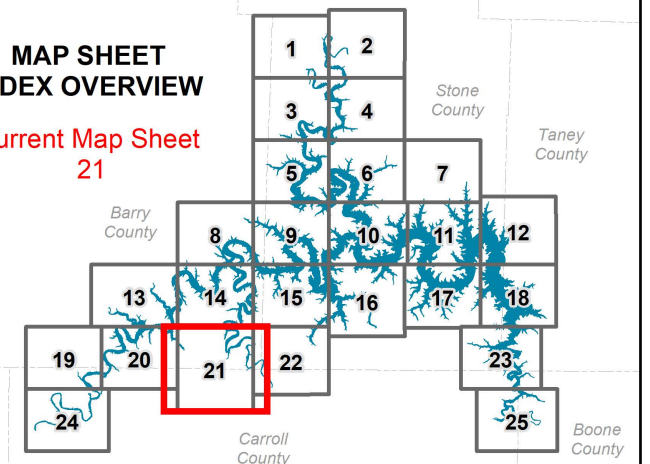 MAP SHEET
DEX OVERVIEW
urrent Map Sheet
21
1 2
Stone
County
3 4
Taney
County
5 6 7
Barry
County
8 9 10 11 12
13 14 15 16 17 18
19 20 21 22 23
24 25
Carroll
County
Boone
County